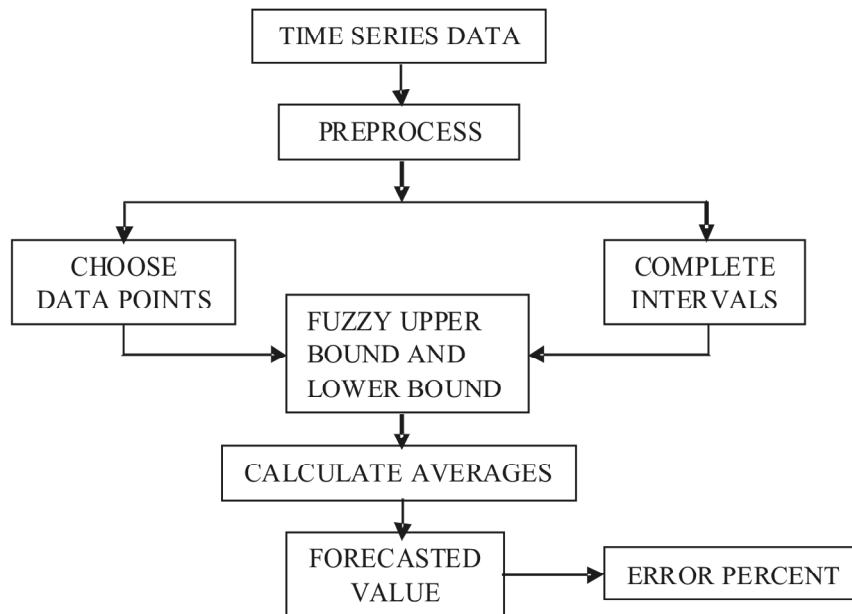 TIME SERIES DATA
PREPROCESS
CHOOSE
DATA POINTS
COMPLETE
INTERVALS
FUZZY UPPER
BOUND AND
LOWER BOUND
CALCULATE AVERAGES
FORECASTED
VALUE
ERROR PERCENT